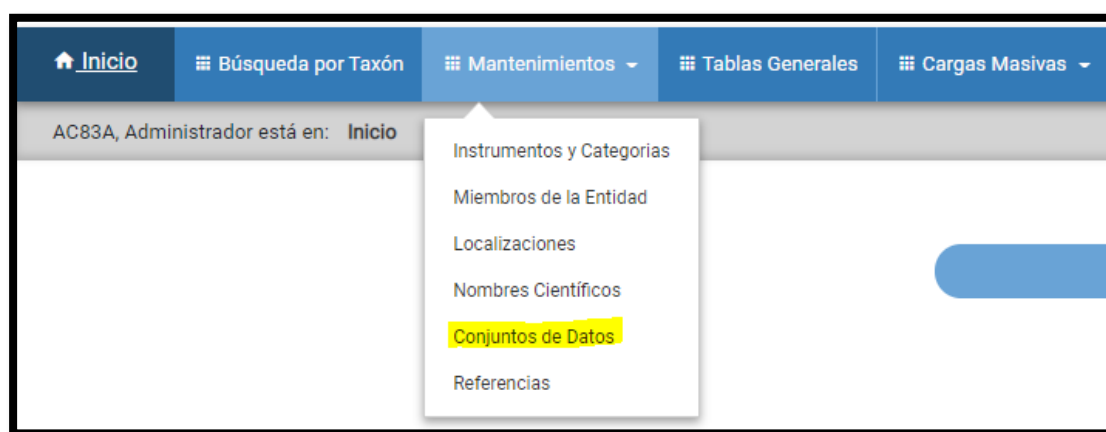 Inicio
Búsqueda por Taxón
Mantenimientos
Tablas Generales
Cargas Masivas
AC83A, Administrador está en: Inicio
Instrumentos y Categorias
Miembros de la Entidad
Localizaciones
Nombres Científicos
Conjuntos de Datos
Referencias